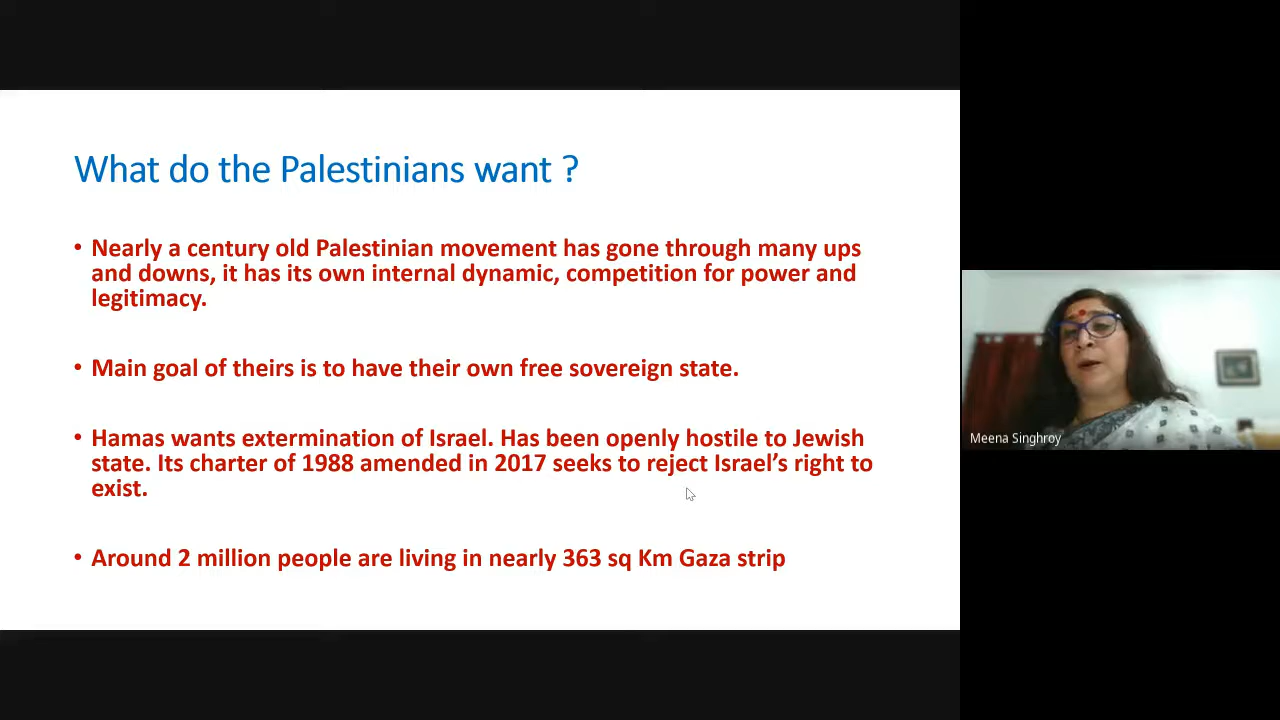 What do the Palestinians want ?
• Nearly a century old Palestinian movement has gone through many ups
and downs, it has its own internal dynamic, competition for power and
legitimacy.
• Main goal of theirs is to have their own free sovereign state.
• Hamas wants extermination of Israel. Has been openly hostile to Jewish
state. Its charter of 1988 amended in 2017 seeks to reject Israel’s right to
exist.
• Around 2 million people are living in nearly 363 sq Km Gaza strip
Meena Singhroy